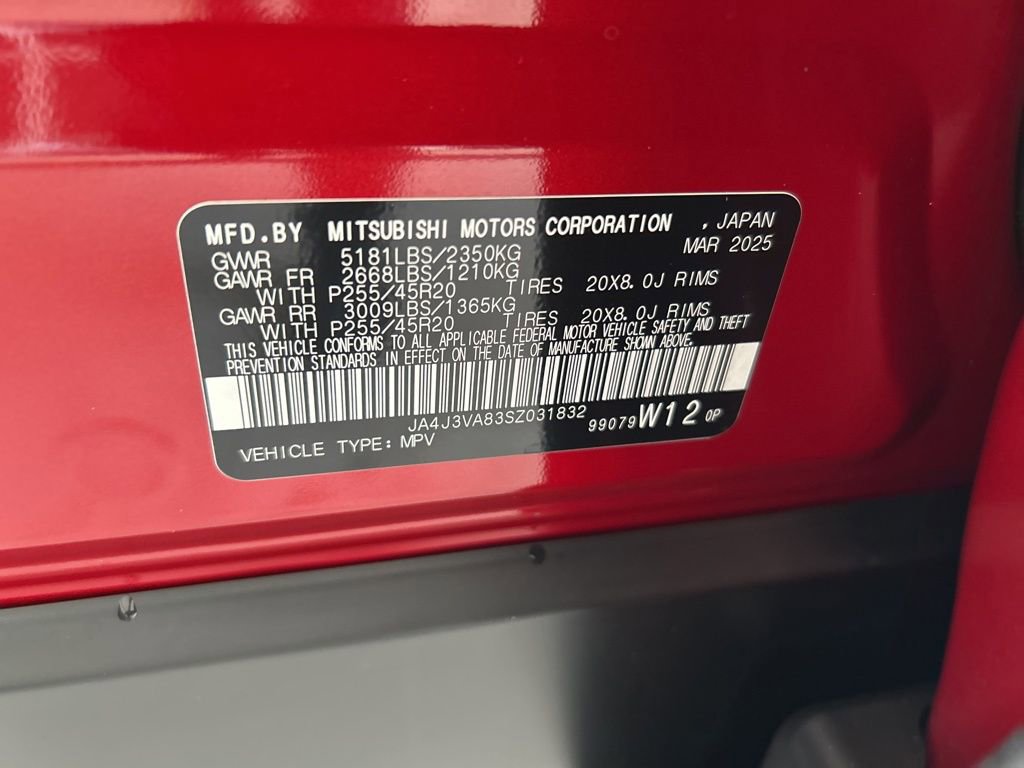 MFD.BY MITSUBISHI MOTORS CORPORATION , JAPAN
MAR 2025
GVWR 5181LBS/2350KG
GAWR FR 2668LBS/1210KG
WITH P255/45R20 TIRES 20X8.0J RIMS
GAWR RR 3009LBS/1365KG
WITH P255/45R20 TIRES 20X8.0J RIMS
THIS VEHICLE CONFORMS TO ALL APPLICABLE FEDERAL MOTOR VEHICLE SAFETY AND THEFT
PREVENTION STANDARDS IN EFFECT ON THE DATE OF MANUFACTURE SHOWN ABOVE.
JA4J3VA83SZ031832
99079 W12 0P
VEHICLE TYPE: MPV